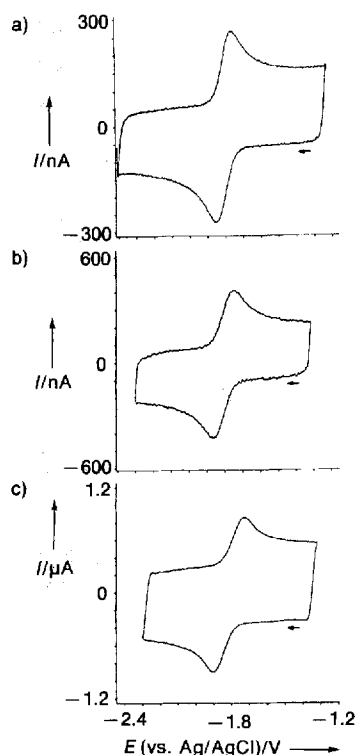 a)
300
0
I/nA
−300
b)
600
0
I/nA
−600
c)
1.2
0
I/µA
−1.2
−2.4 −1.8 −1.2
E (vs. Ag/AgCl)/V